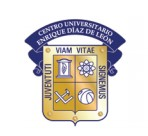 CENTRO UNIVERSITARIO
ENRIQUE DÍAZ DE LEÓN
VIAM VITAE
JUVENTUTI
SIGNEMUS